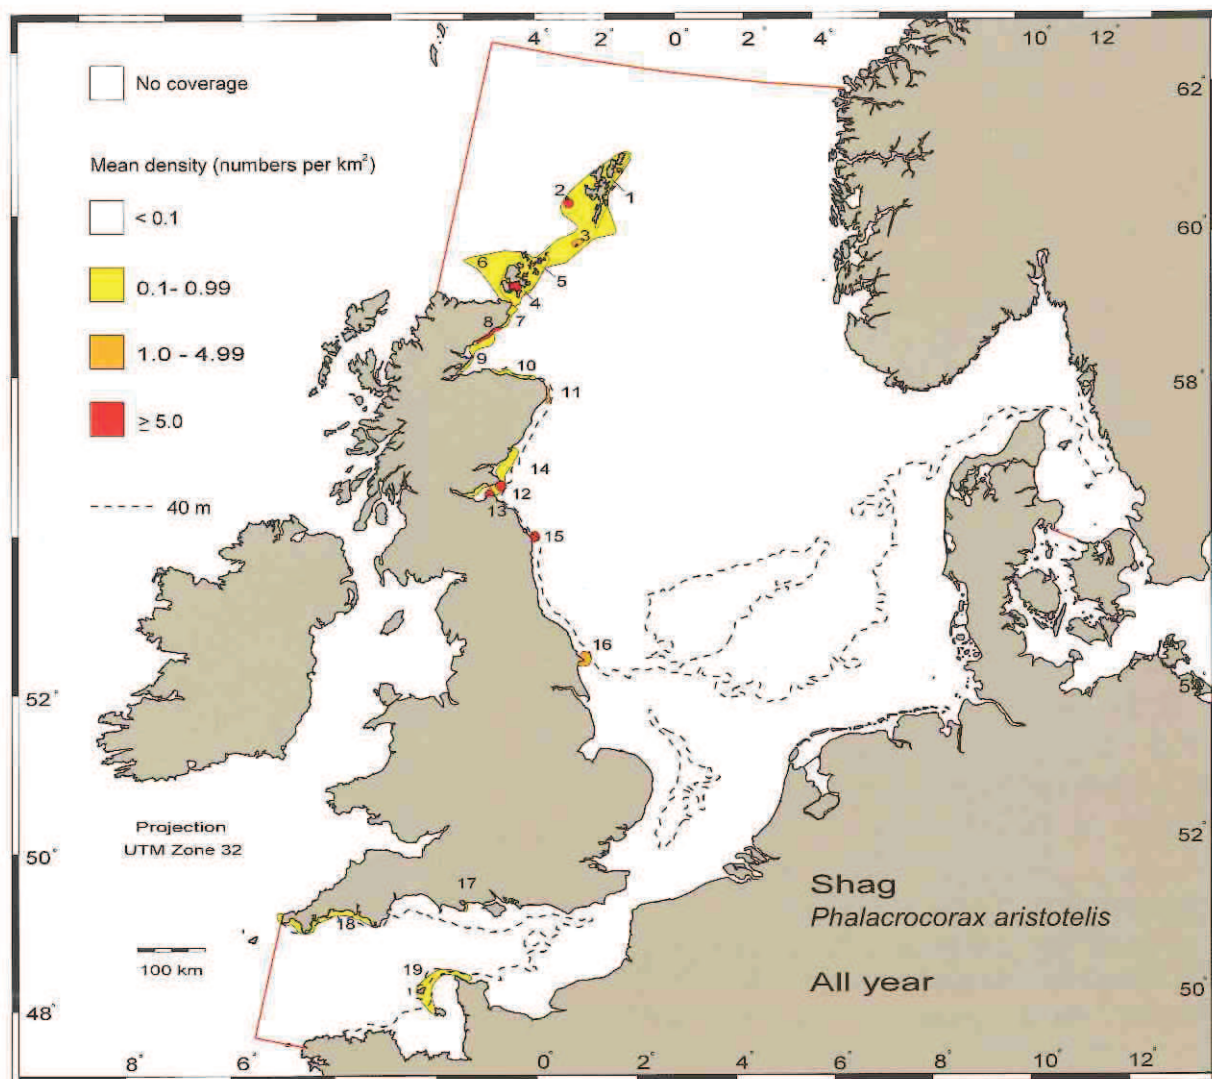 4° 2° 0° 2° 4° 10° 12°
No coverage
62°
Mean density (numbers per km²)
< 0.1
0.1- 0.99
1.0 - 4.99
≥ 5.0
40 m
1
2
60°
3
6
5
4
7
8
9
10
58°
11
14
12
13
15
16
52°
17
18
19
Projection
UTM Zone 32
52°
50°
Shag
Phalacrocorax aristotelis
100 km
All year
50°
48°
8° 6° 0° 2° 4° 6° 8° 10° 12°